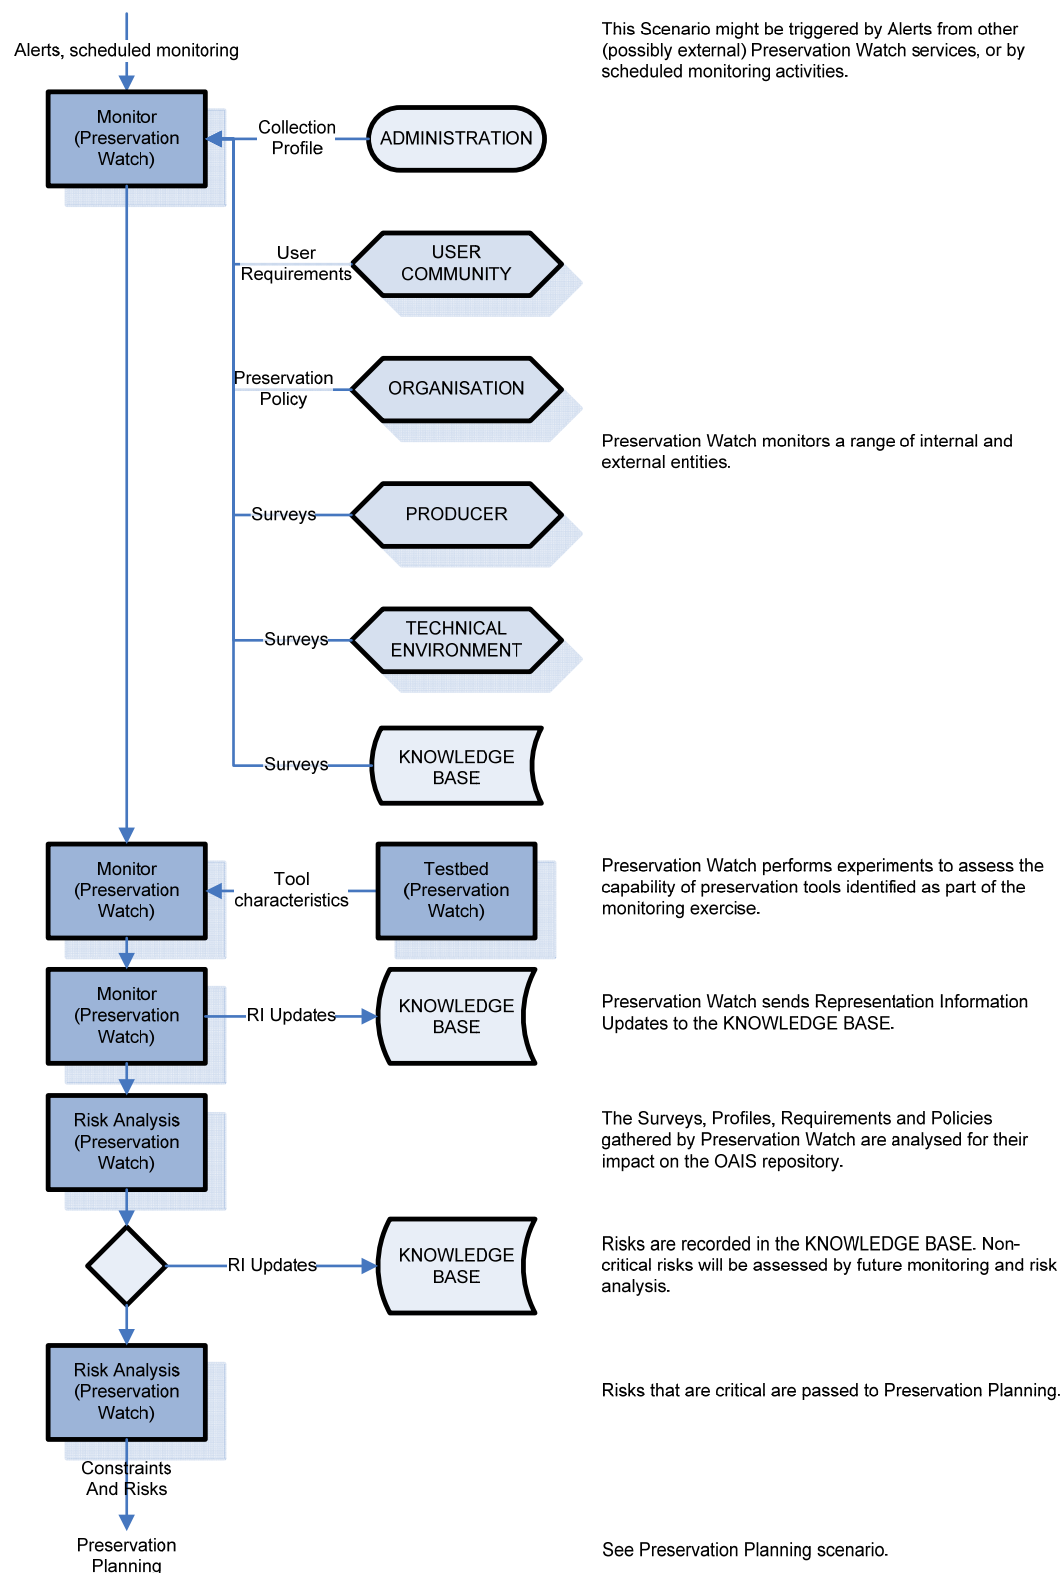 This Scenario might be triggered by Alerts from other
(possibly external) Preservation Watch services, or by
scheduled monitoring activities.
Alerts, scheduled monitoring
Monitor
(Preservation
Watch)
Collection
Profile
ADMINISTRATION
User
Requirements
USER
COMMUNITY
Preservation
Policy
ORGANISATION
Preservation Watch monitors a range of internal and
external entities.
Surveys
PRODUCER
Surveys
TECHNICAL
ENVIRONMENT
Surveys
KNOWLEDGE
BASE
Monitor
(Preservation
Watch)
Tool
characteristics
Testbed
(Preservation
Watch)
Preservation Watch performs experiments to assess the
capability of preservation tools identified as part of the
monitoring exercise.
Monitor
(Preservation
Watch)
RI Updates
KNOWLEDGE
BASE
Preservation Watch sends Representation Information
Updates to the KNOWLEDGE BASE.
Risk Analysis
(Preservation
Watch)
The Surveys, Profiles, Requirements and Policies
gathered by Preservation Watch are analysed for their
impact on the OAIS repository.
RI Updates
KNOWLEDGE
BASE
Risks are recorded in the KNOWLEDGE BASE. Non-
critical risks will be assessed by future monitoring and risk
analysis.
Risk Analysis
(Preservation
Watch)
Risks that are critical are passed to Preservation Planning.
Constraints
And Risks
Preservation
Planning
See Preservation Planning scenario.